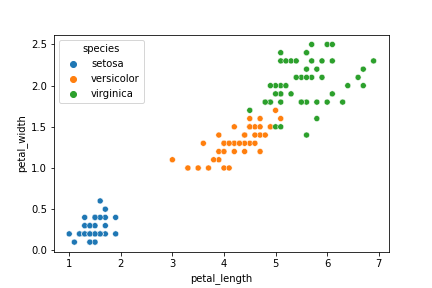 species
setosa
versicolor
virginica
2.5
2.0
1.5
1.0
0.5
0.0
petal_width
1 2 3 4 5 6 7
petal_length